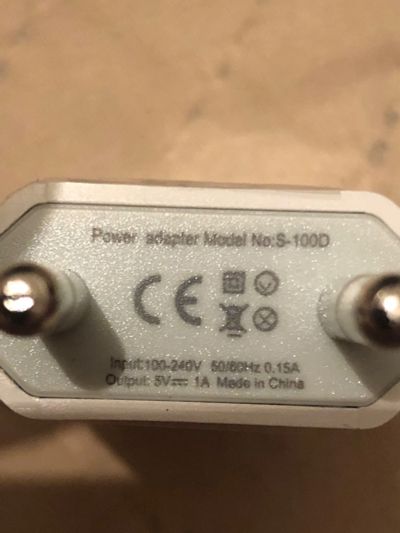 Power adapter Model No:S-100D
CE
Input:100-240V 50/60Hz 0.15A
Output: 5V⎓ 1A Made in China